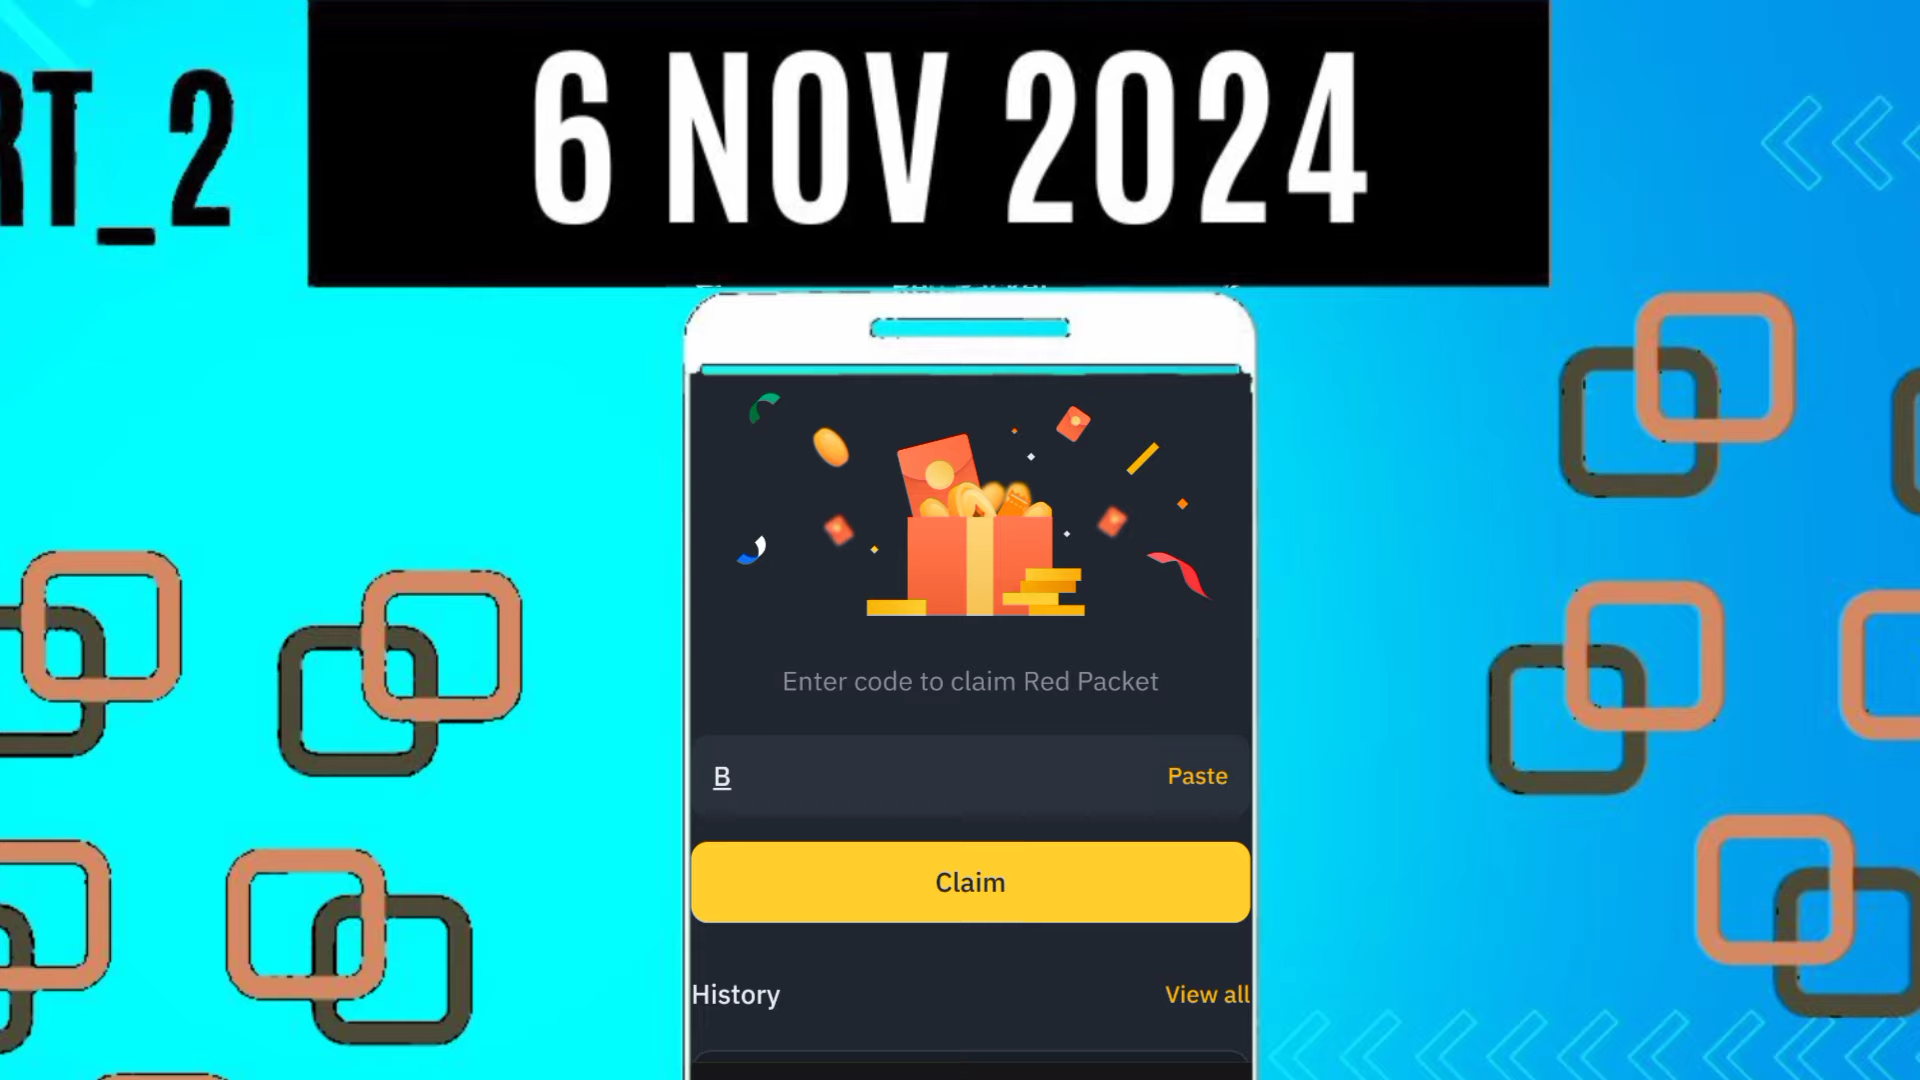 RT_2
6 NOV 2024
Enter code to claim Red Packet
B
Paste
Claim
History
View all